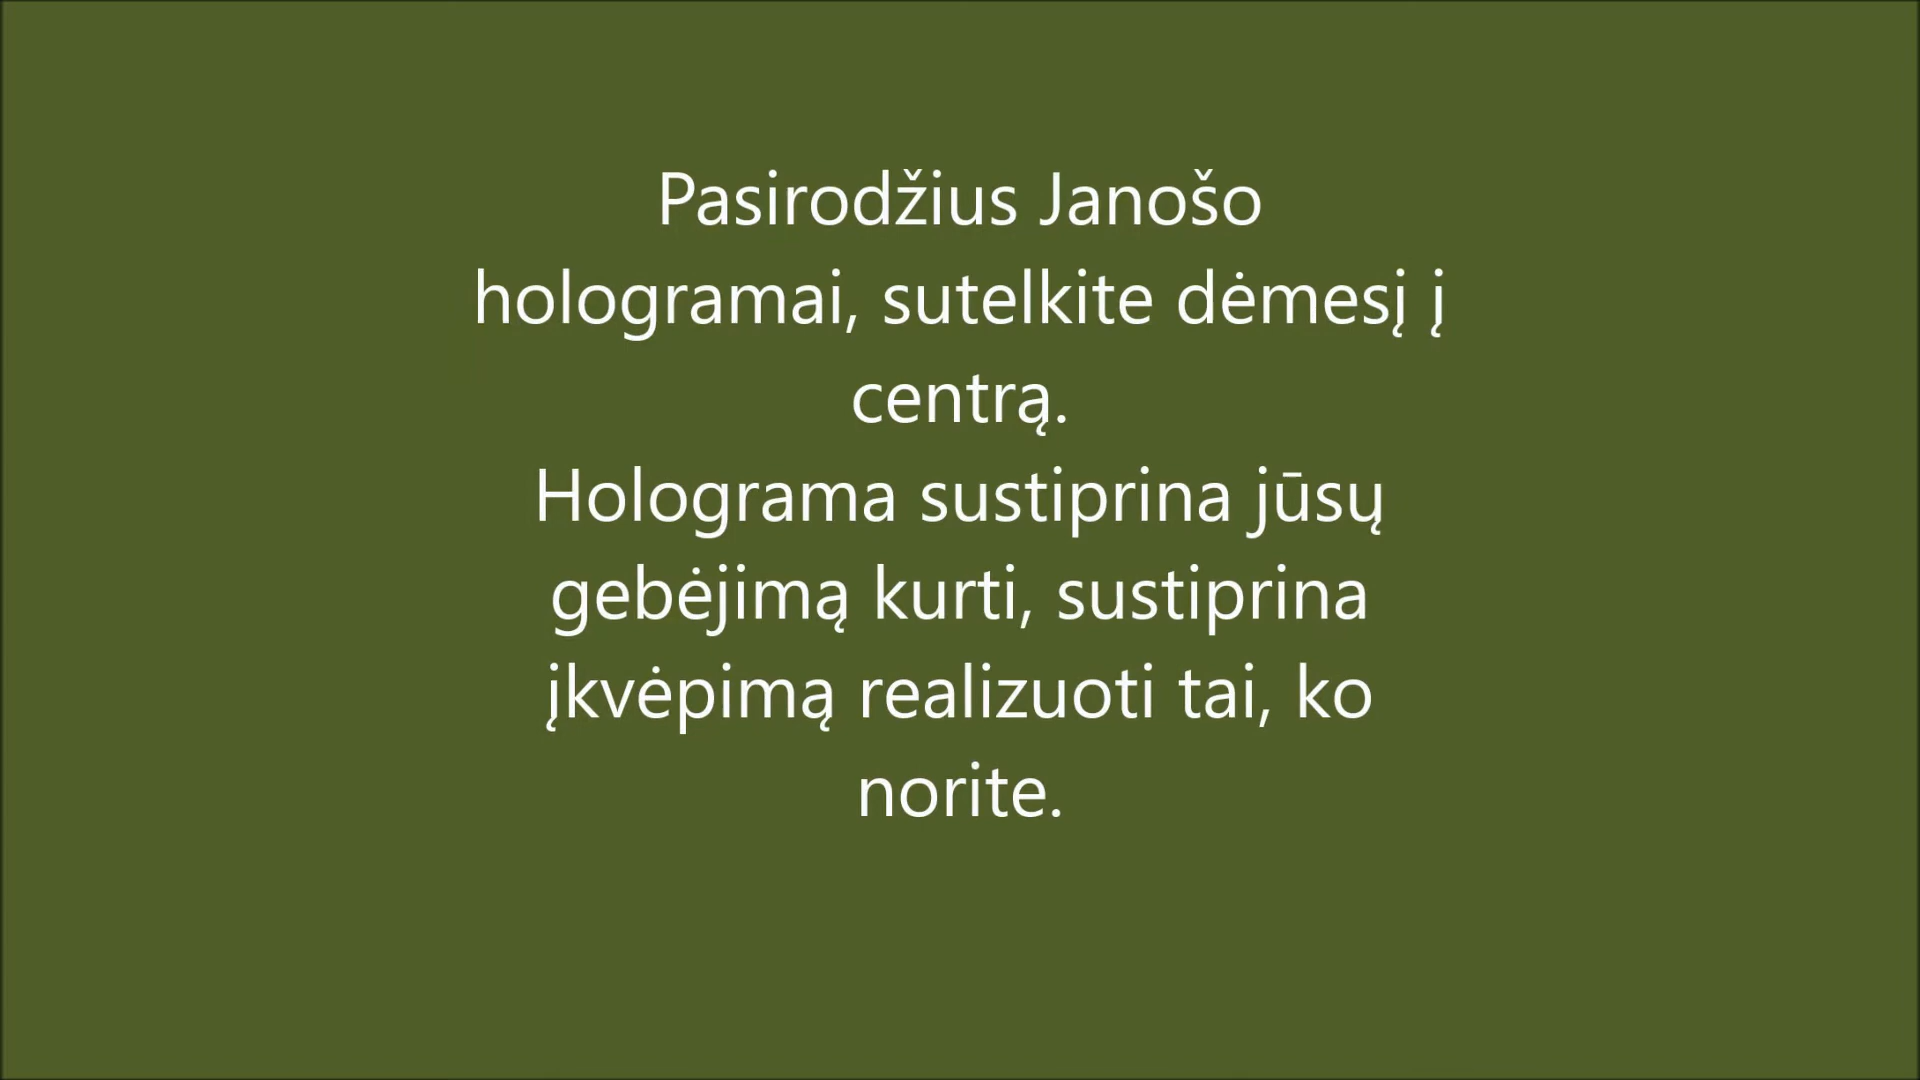 Pasirodžius Janošo
hologramai, sutelkite dėmesį į
centrą.
Holograma sustiprina jūsų
gebėjimą kurti, sustiprina
įkvėpimą realizuoti tai, ko
norite.